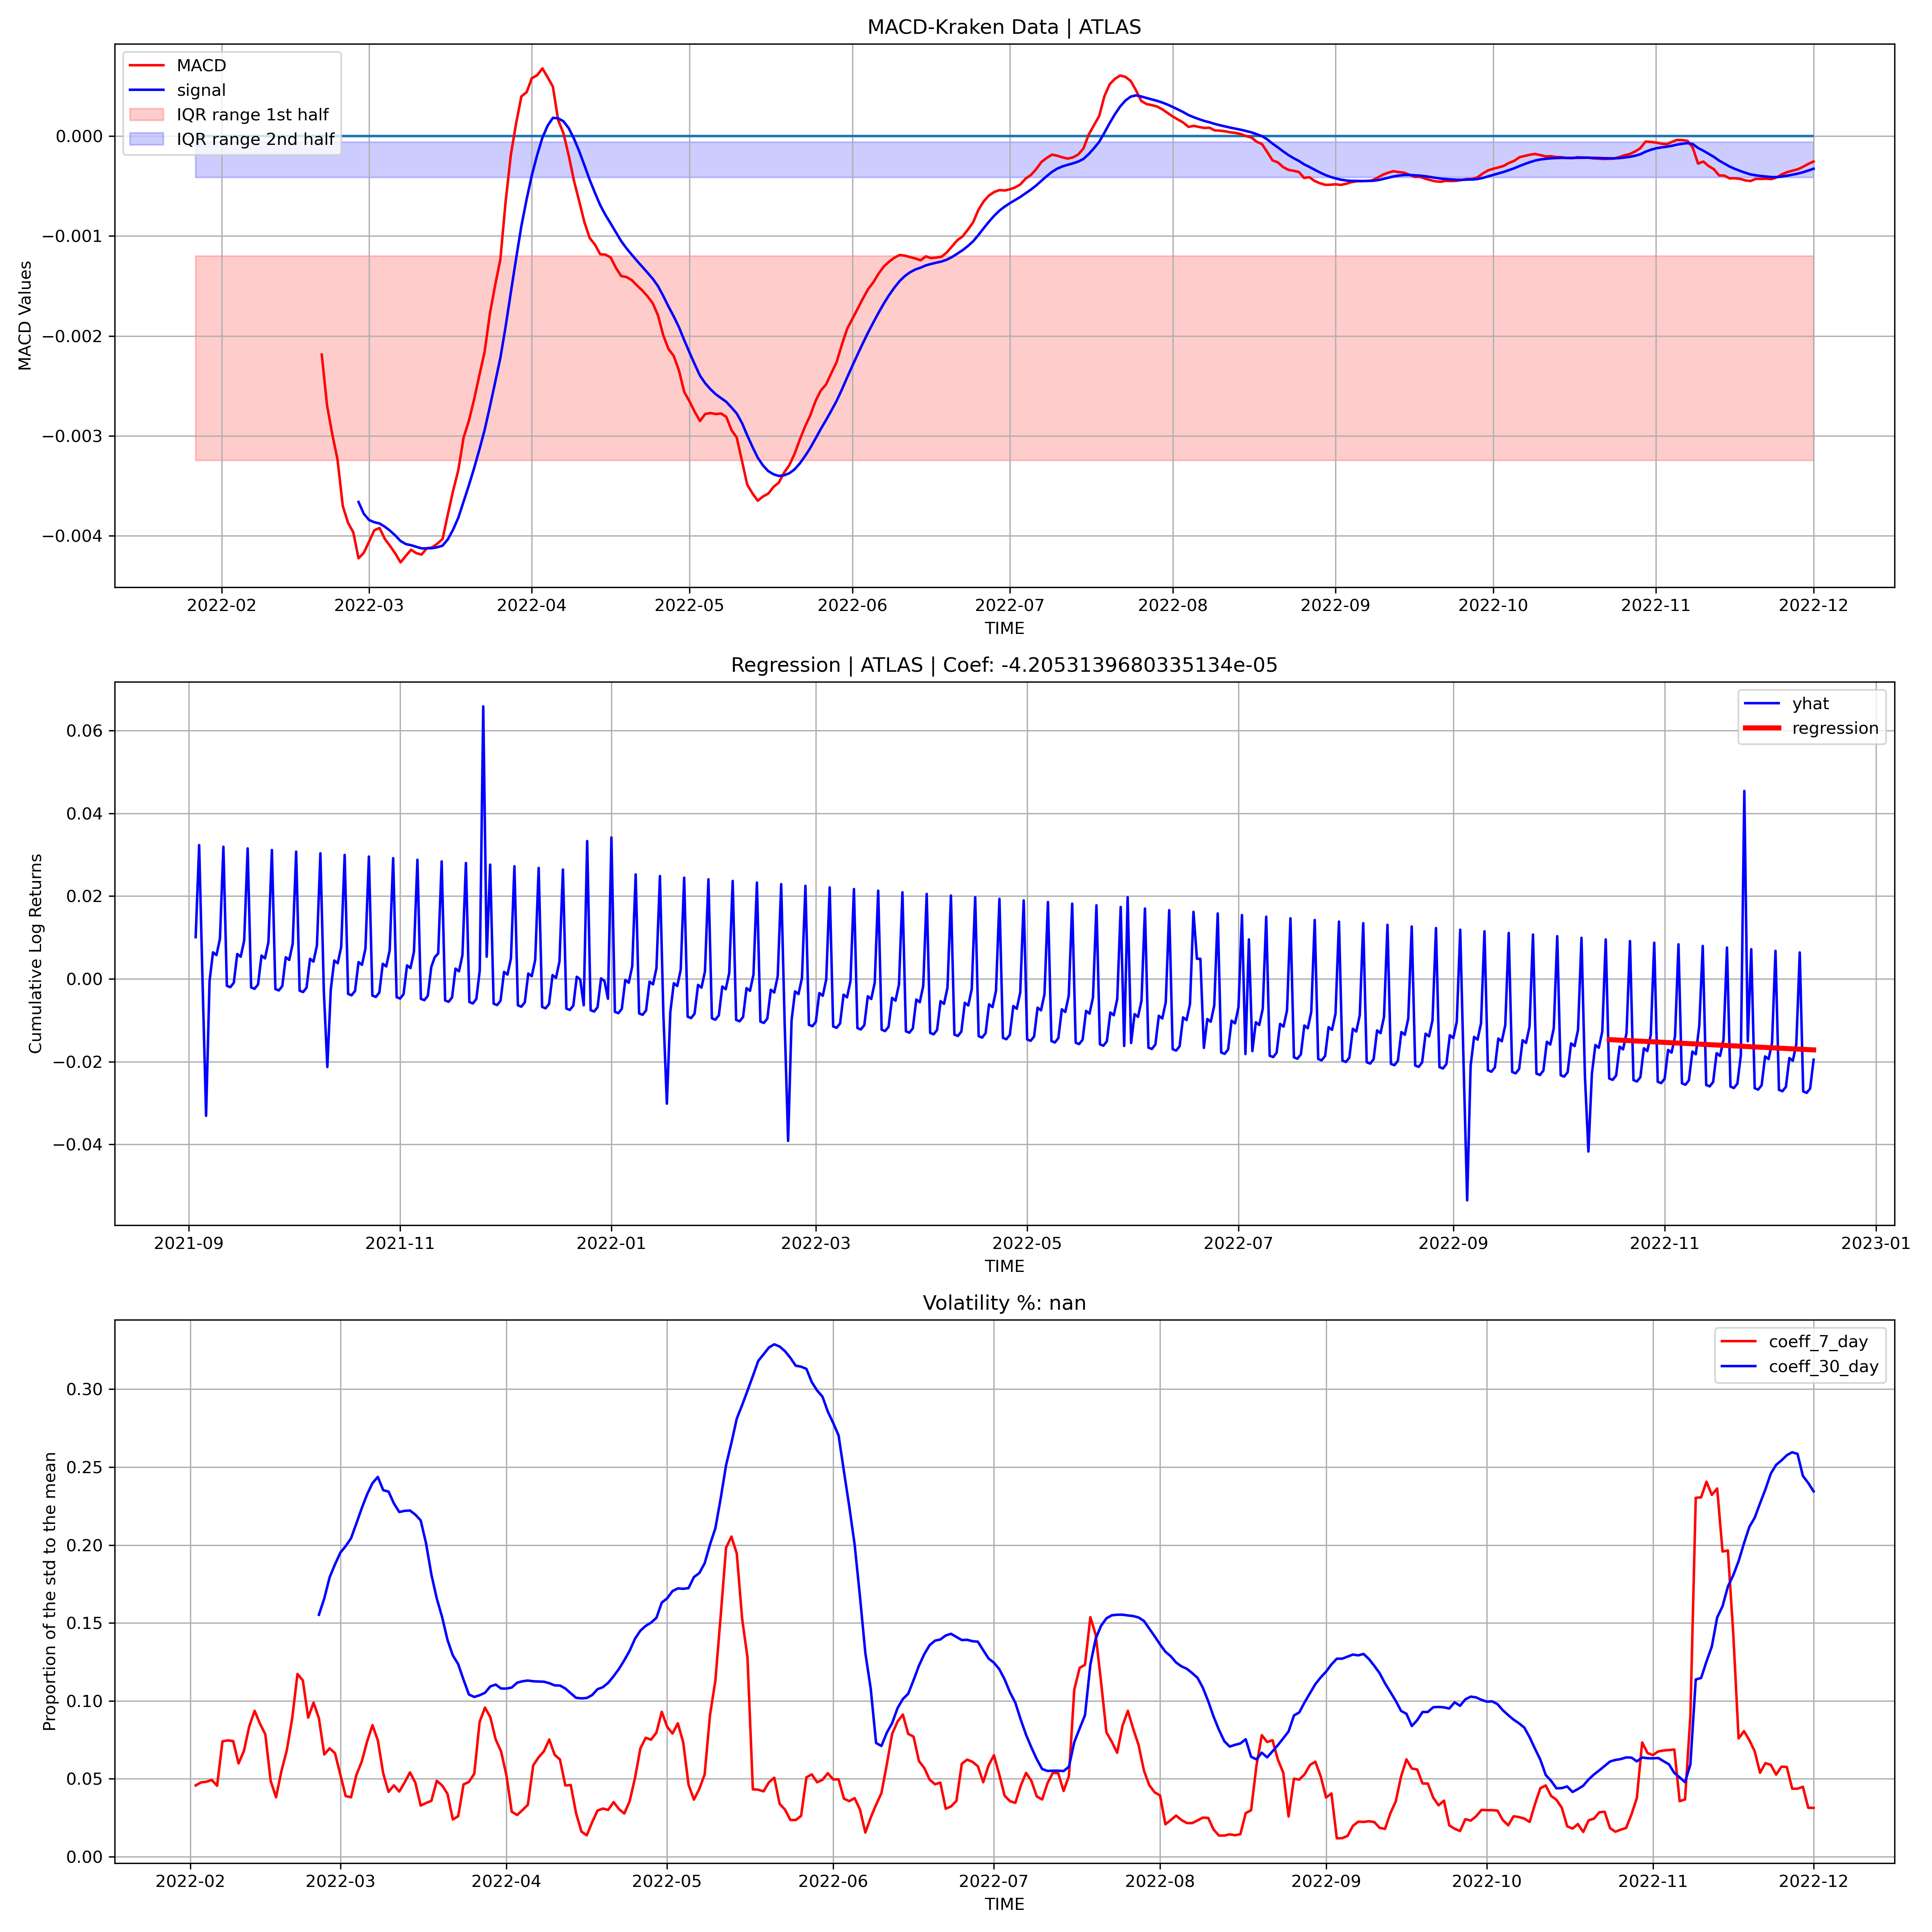 MACD-Kraken Data | ATLAS
MACD
signal
IQR range 1st half
IQR range 2nd half
MACD Values
0.000
−0.001
−0.002
−0.003
−0.004
2022-02 2022-03 2022-04 2022-05 2022-06 2022-07 2022-08 2022-09 2022-10 2022-11 2022-12
TIME
Regression | ATLAS | Coef: -4.2053139680335134e-05
yhat
regression
Cumulative Log Returns
0.06
0.04
0.02
0.00
−0.02
−0.04
2021-09 2021-11 2022-01 2022-03 2022-05 2022-07 2022-09 2022-11 2023-01
TIME
Volatility %: nan
coeff_7_day
coeff_30_day
Proportion of the std to the mean
0.30
0.25
0.20
0.15
0.10
0.05
0.00
2022-02 2022-03 2022-04 2022-05 2022-06 2022-07 2022-08 2022-09 2022-10 2022-11 2022-12
TIME